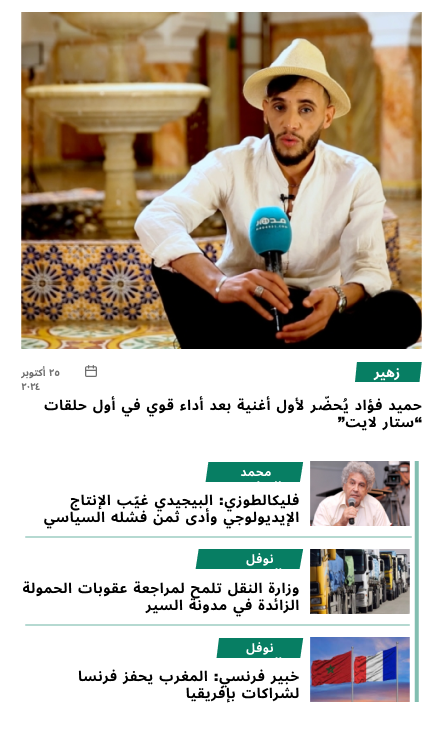 مدار
زهير
٢٥ أكتوبر
٢٠٢٤
حميد فؤاد يُحضّر لأول أغنية بعد أداء قوي في أول حلقات
“ستار لايت”
محمد
فليكالطوزي: البيجيدي غيّب الإنتاج
الإيديولوجي وأدى ثمن فشله السياسي
نوفل
وزارة النقل تلمح لمراجعة عقوبات الحمولة
الزائدة في مدونة السير
نوفل
خبير فرنسي: المغرب يحفز فرنسا
لشراكات بإفريقيا